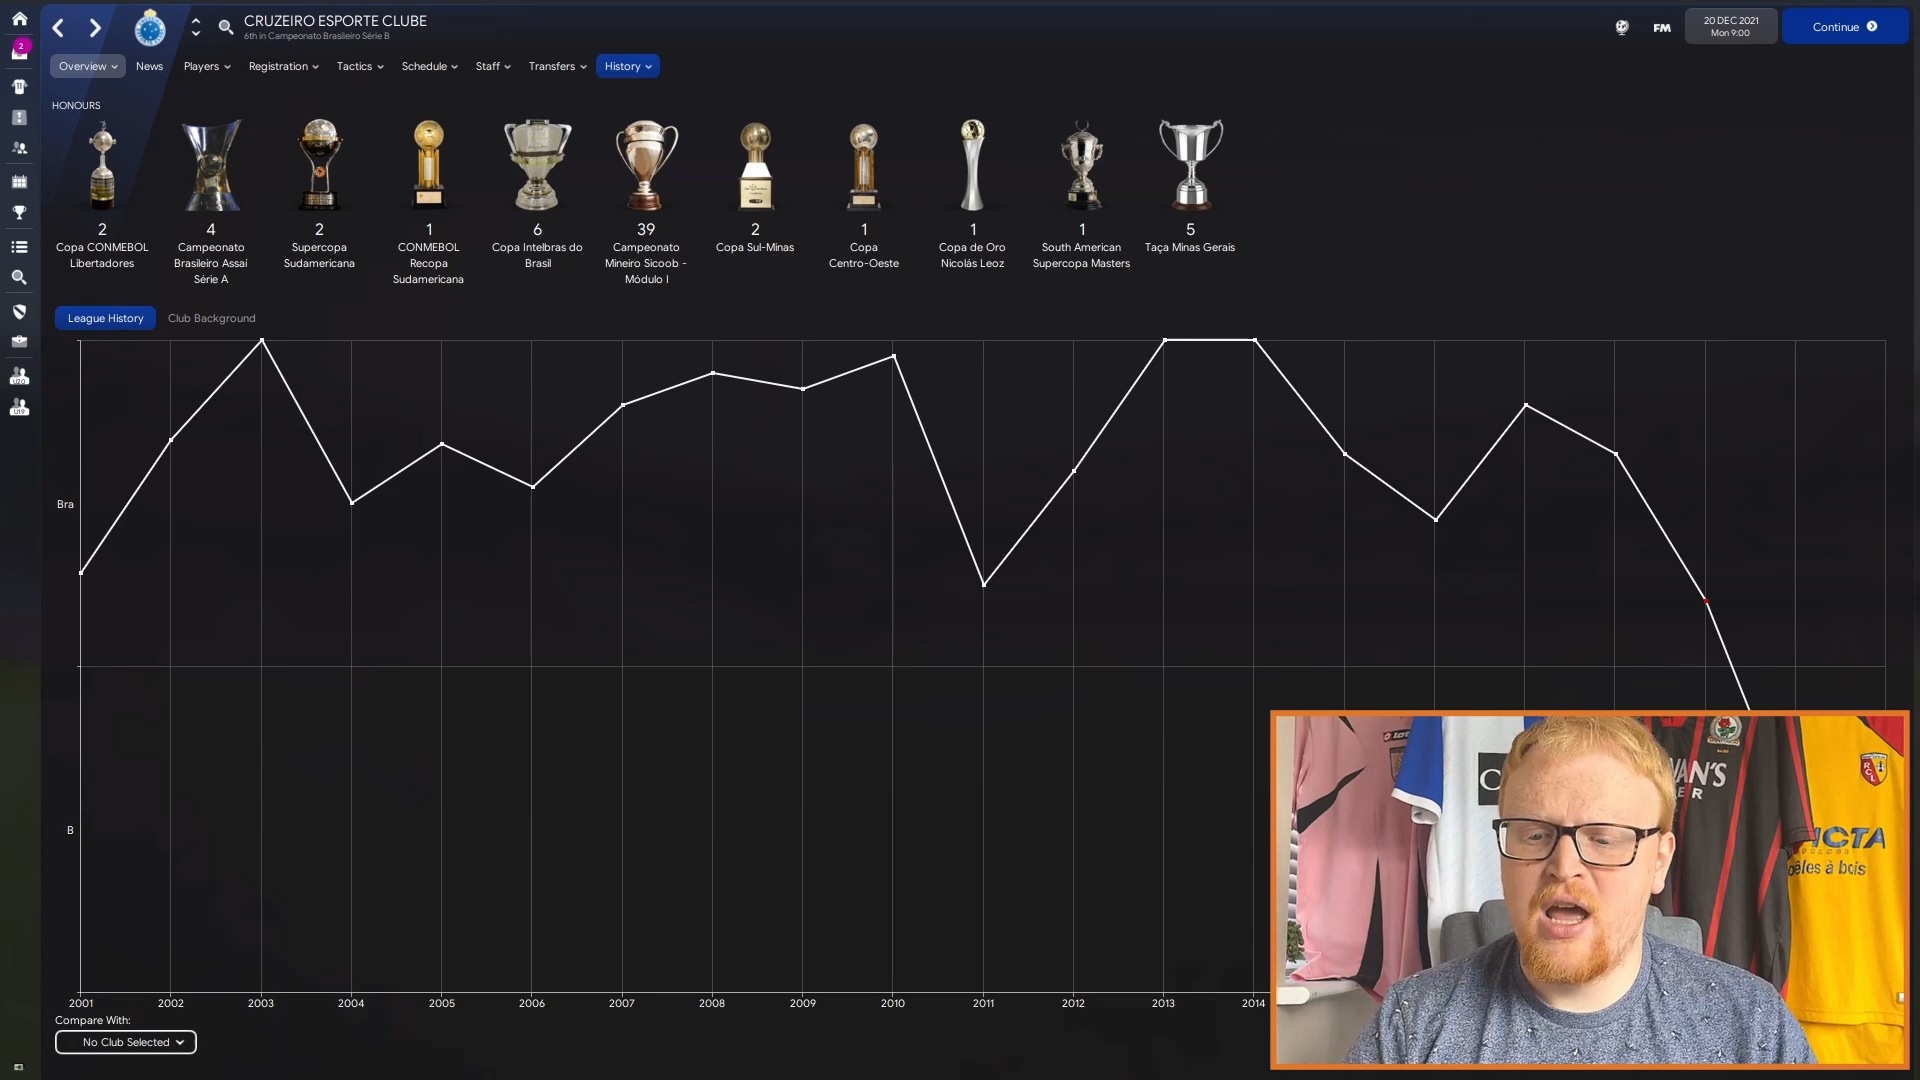 CRUZEIRO ESPORTE CLUBE
6th in Campeonato Brasileiro Série B
FM
20 DEC 2021
Mon 9:00
Continue
2
Overview
News
Players
Registration
Tactics
Schedule
Staff
Transfers
History
HONOURS
2
Copa CONMEBOL
Libertadores
4
Campeonato
Brasileiro Assaí
Série A
2
Supercopa
Sudamericana
1
CONMEBOL
Recopa
Sudamericana
6
Copa Intelbras do
Brasil
39
Campeonato
Mineiro Sicoob -
Módulo I
2
Copa Sul-Minas
1
Copa
Centro-Oeste
1
Copa de Oro
Nicolás Leoz
1
South American
Supercopa Masters
5
Taça Minas Gerais
League History
Club Background
U20
U19
Bra
B
2001
2002
2003
2004
2005
2006
2007
2008
2009
2010
2011
2012
2013
2014
Compare With:
No Club Selected
RCL